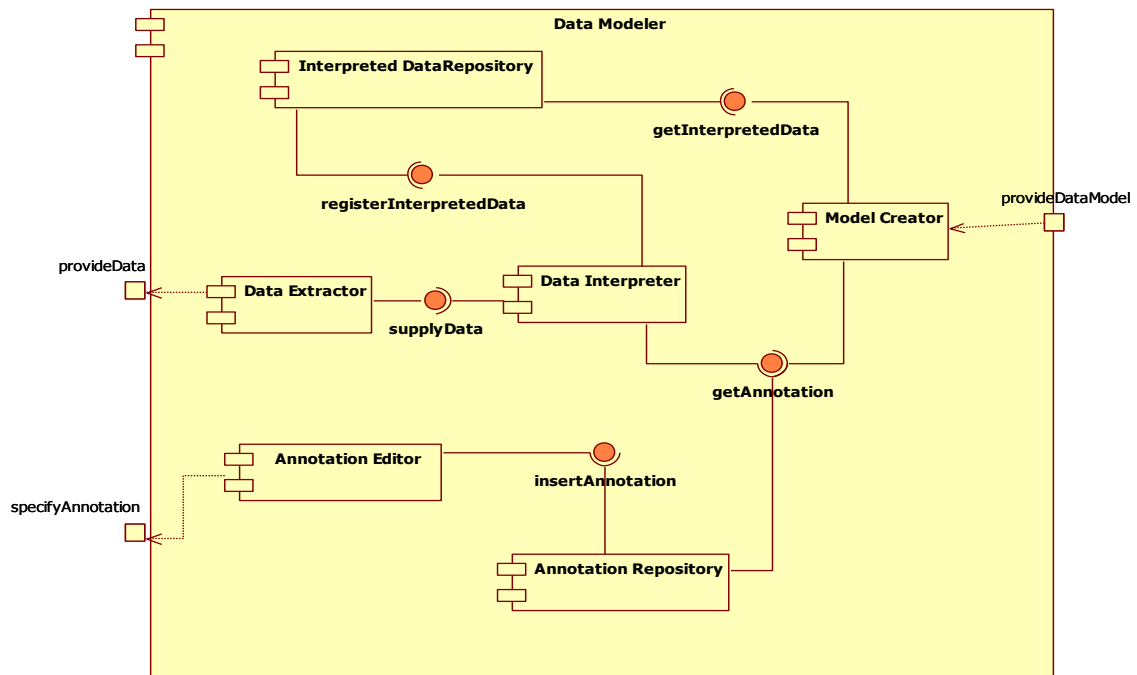 Data Modeler
Interpreted DataRepository
getInterpretedData
registerInterpretedData
provideDataModel
Model Creator
provideData
Data Extractor
Data Interpreter
supplyData
getAnnotation
Annotation Editor
insertAnnotation
specifyAnnotation
Annotation Repository